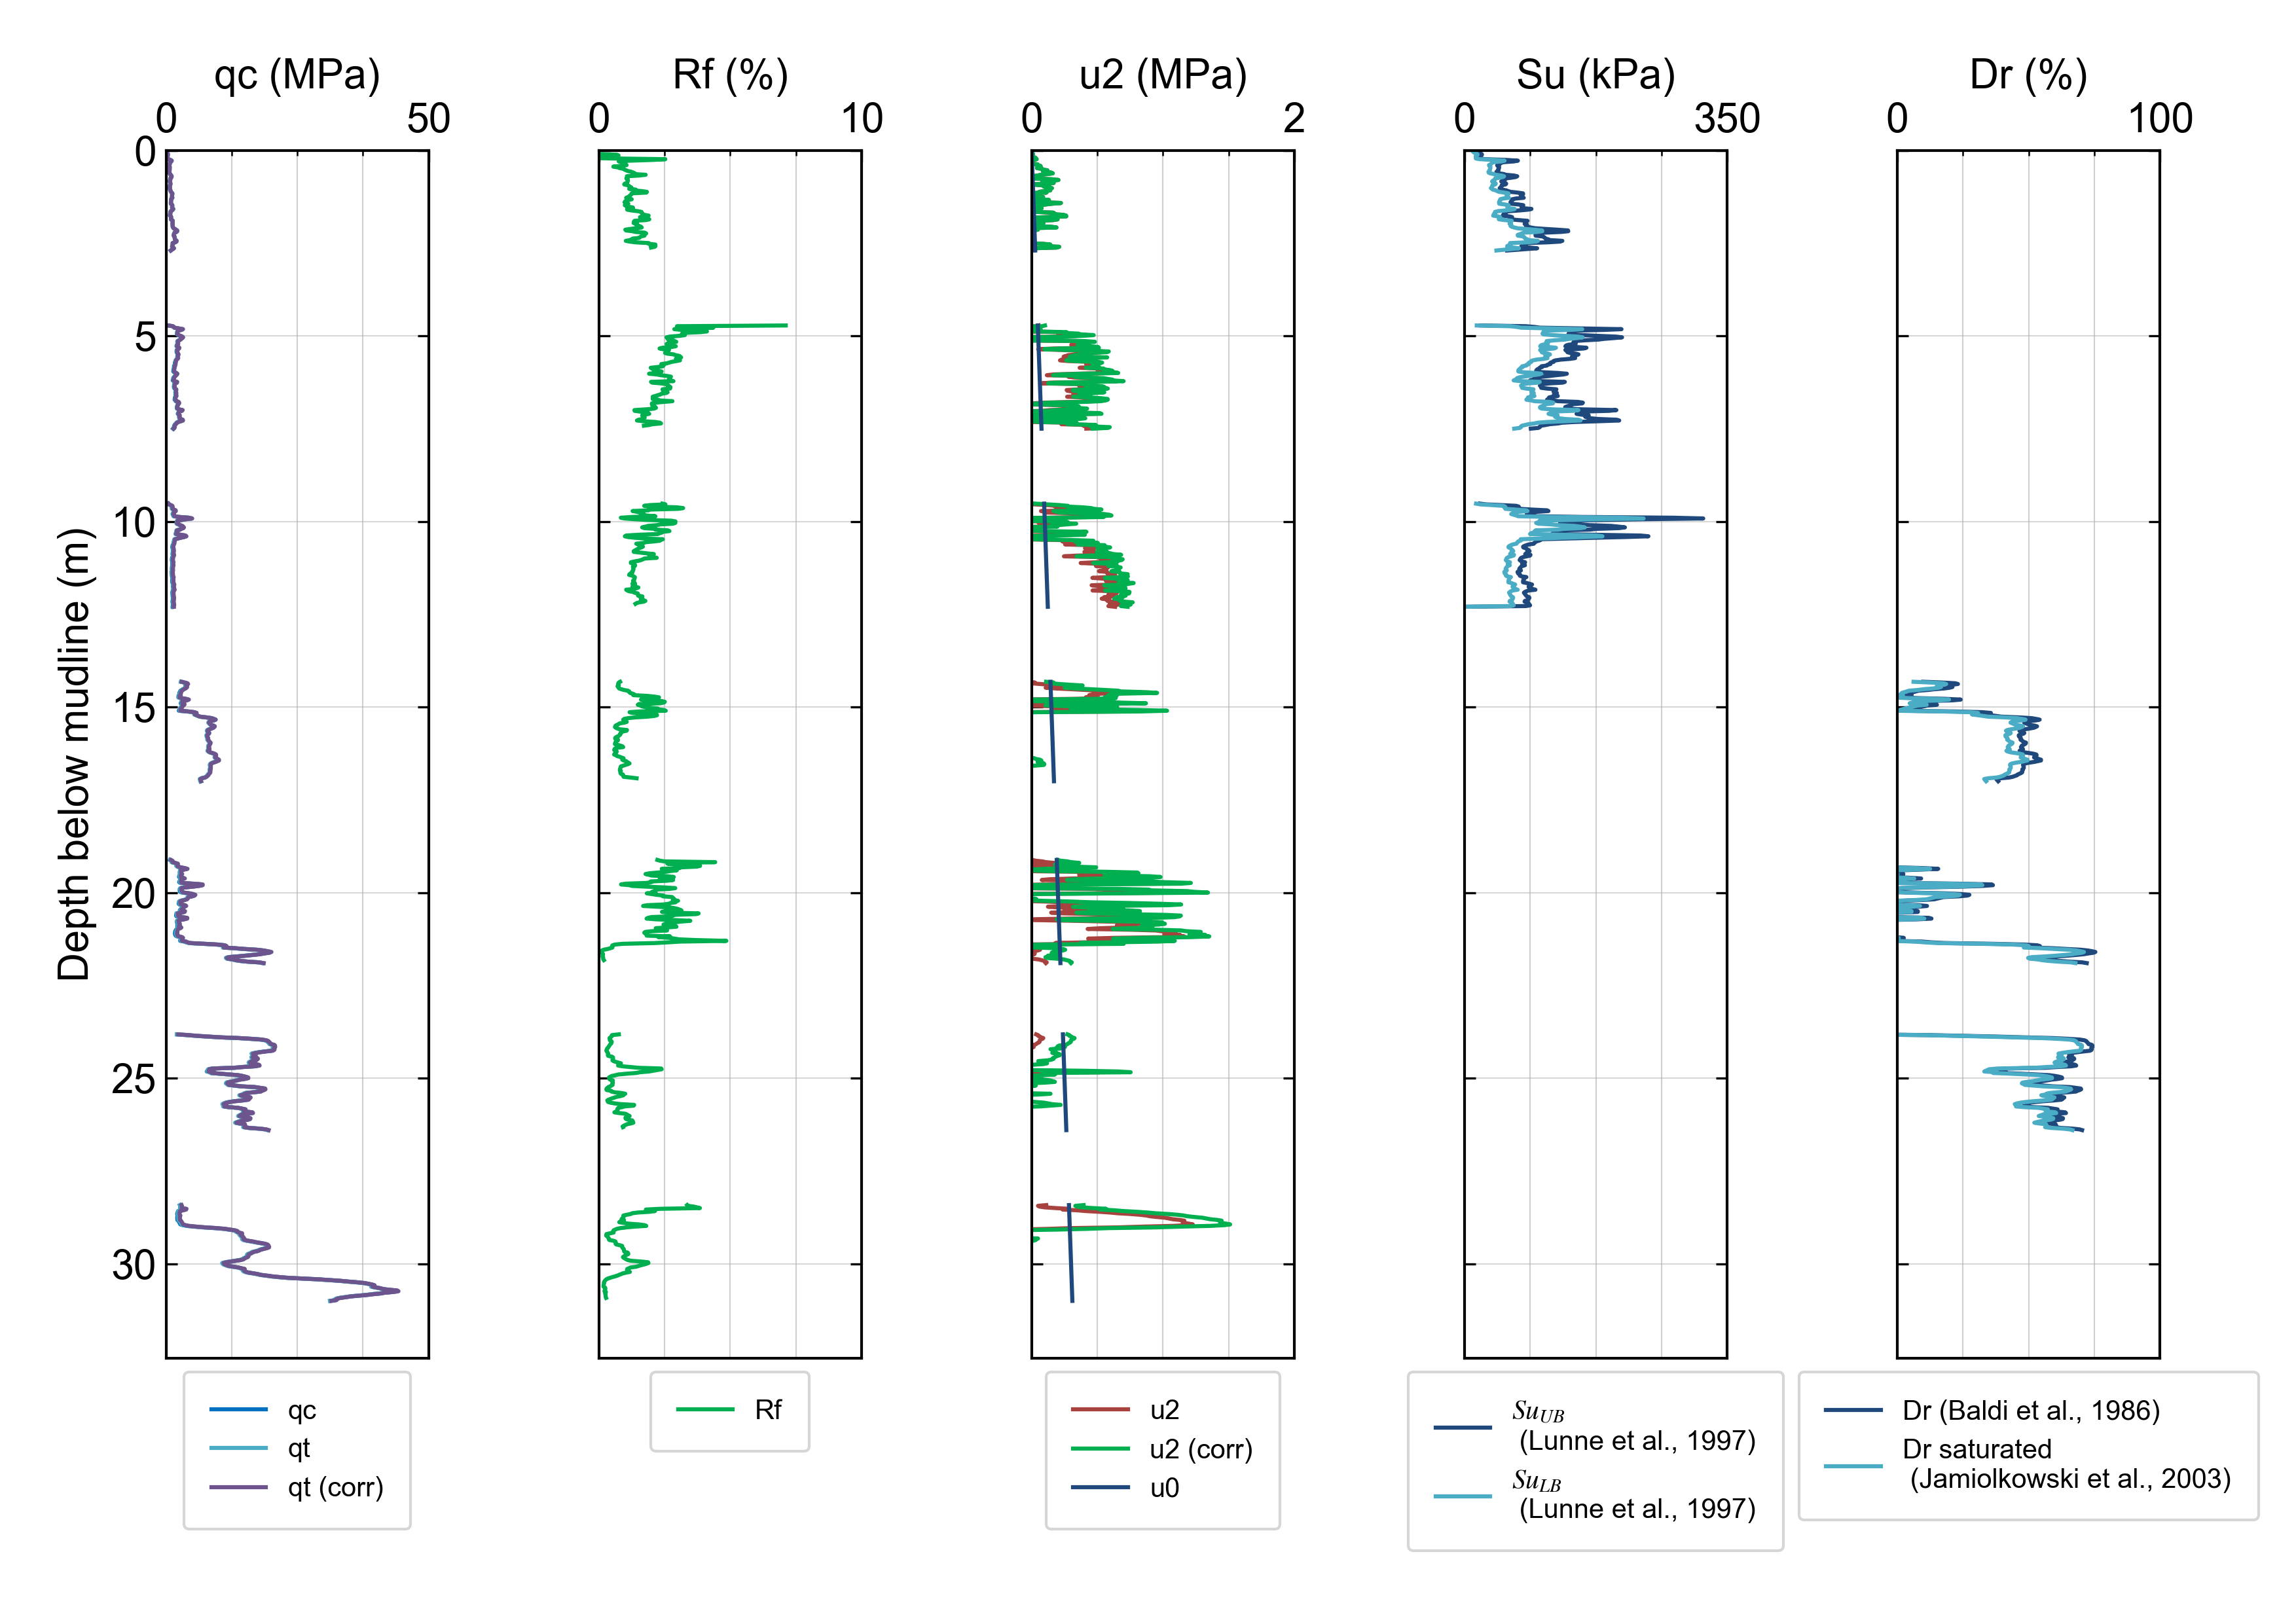 qc (MPa)
Rf (%)
u2 (MPa)
Su (kPa)
Dr (%)
0 50
0 10
0 2
0 350
0 100
0
5
10
15
20
25
30
Depth below mudline (m)
qc
qt
qt (corr)
Rf
u2
u2 (corr)
u0
Su_UB
(Lunne et al., 1997)
Su_LB
(Lunne et al., 1997)
Dr (Baldi et al., 1986)
Dr saturated
(Jamiolkowski et al., 2003)